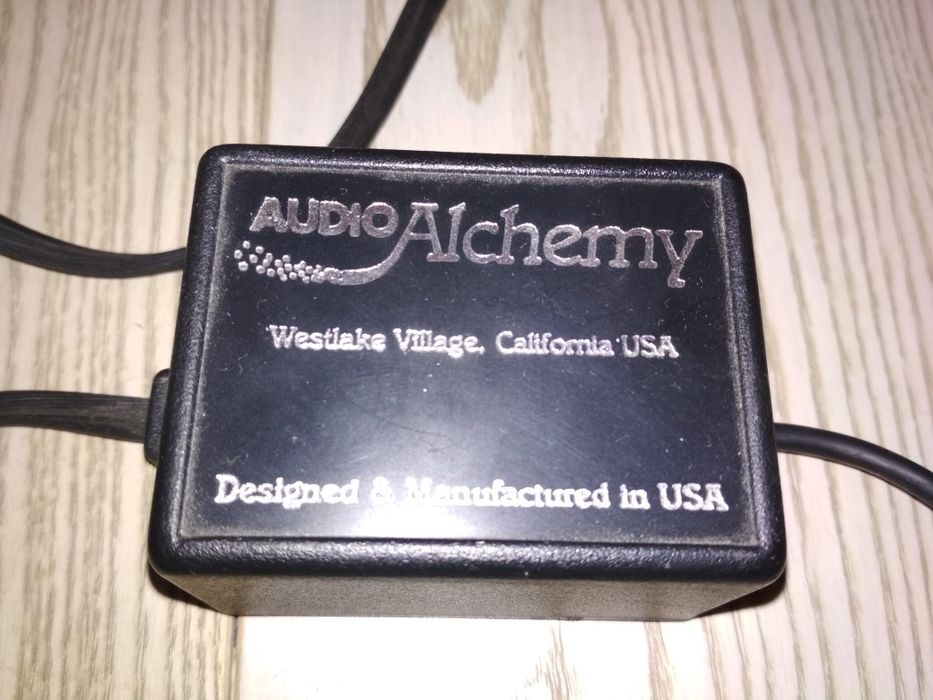 AUDIO Alchemy
Westlake Village, California USA
Designed & Manufactured in USA